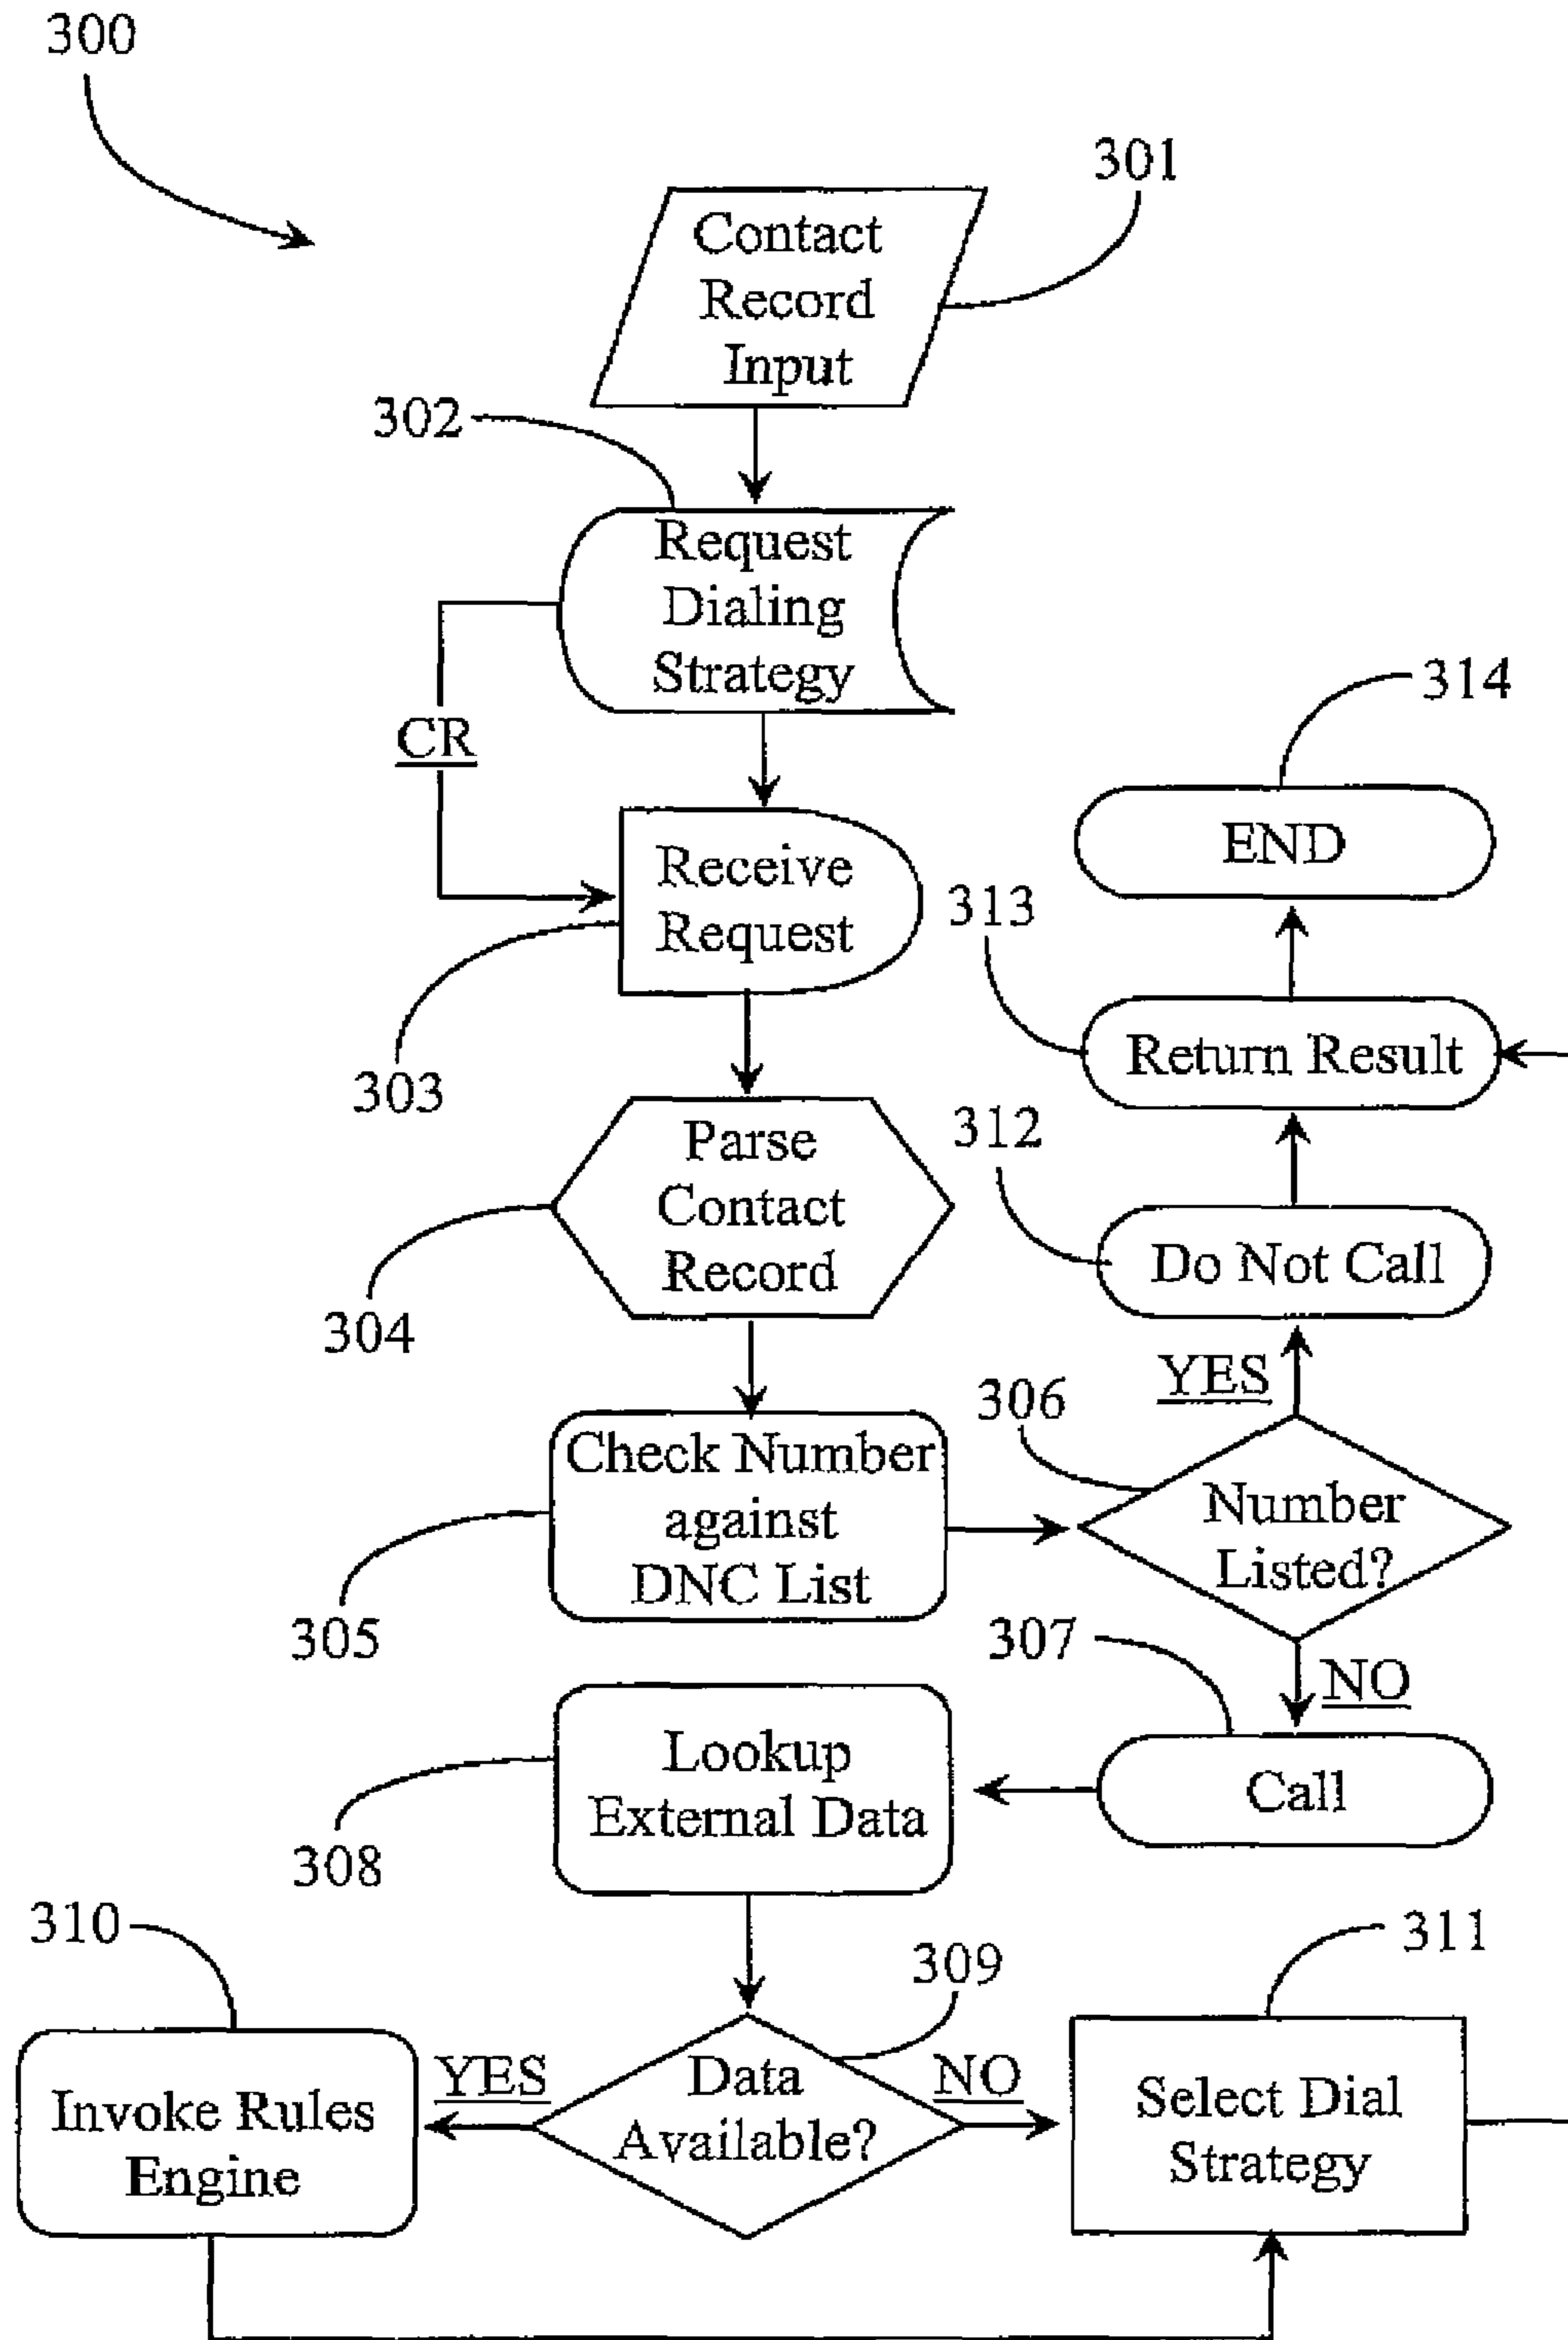 300
301
Contact
Record
Input
302
Request
Dialing
Strategy
CR
314
END
Receive
Request
303
313
Return Result
Parse
Contact
Record
304
312
Do Not Call
YES
306
Check Number
against
DNC List
305
Number
Listed?
307
NO
Lookup
External Data
308
Call
310
309
311
Invoke Rules
Engine
YES
Data
Available?
NO
Select Dial
Strategy